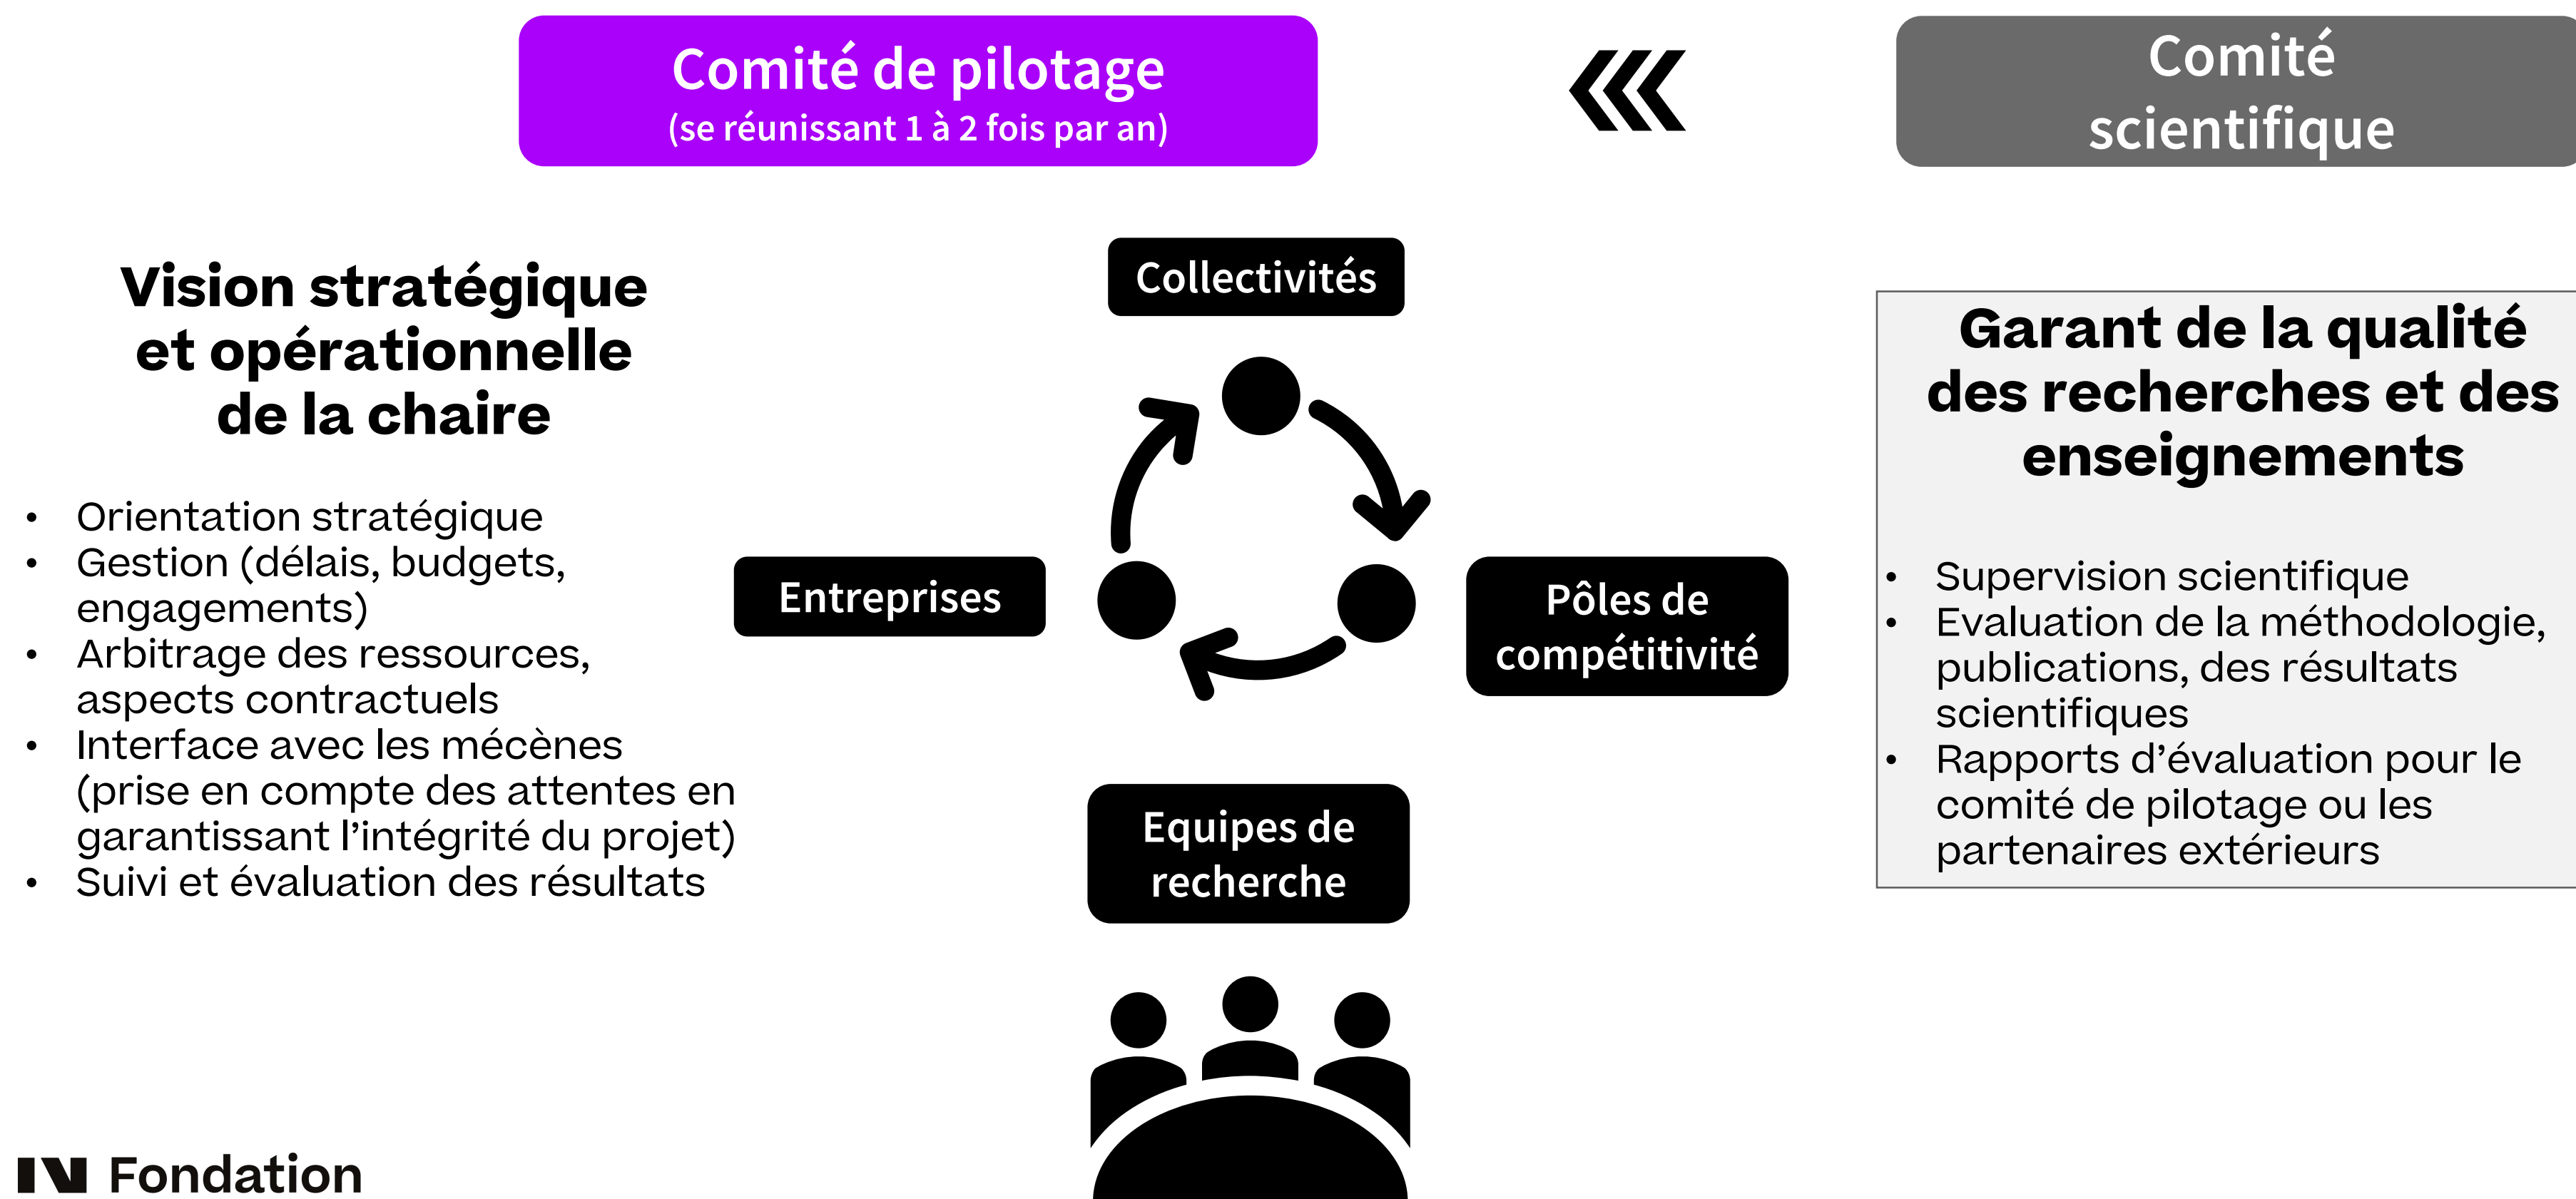 Comité de pilotage
(se réunissant 1 à 2 fois par an)
Comité
scientifique
Vision stratégique
et opérationnelle
de la chaire
• Orientation stratégique
• Gestion (délais, budgets,
engagements)
• Arbitrage des ressources,
aspects contractuels
• Interface avec les mécènes
(prise en compte des attentes en
garantissant l'intégrité du projet)
• Suivi et évaluation des résultats
Collectivités
Entreprises
Pôles de
compétitivité
Equipes de
recherche
Garant de la qualité
des recherches et des
enseignements
• Supervision scientifique
• Evaluation de la méthodologie,
publications, des résultats
scientifiques
• Rapports d'évaluation pour le
comité de pilotage ou les
partenaires extérieurs
IN Fondation